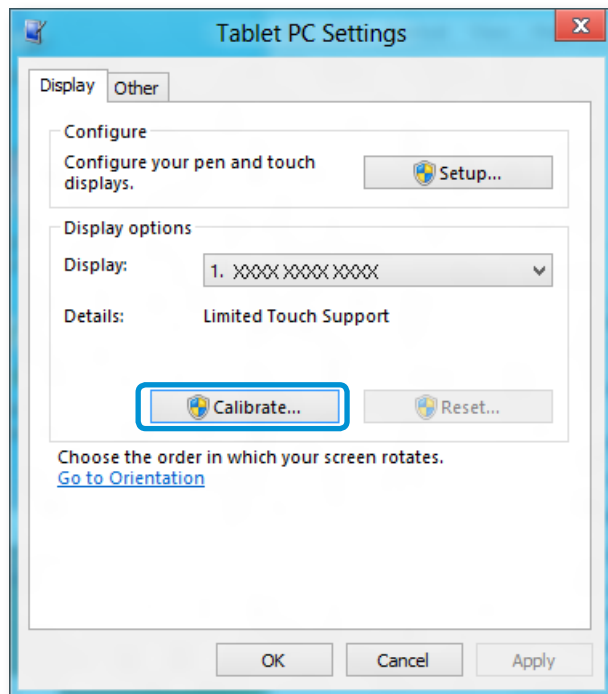 Tablet PC Settings
x
Display
Other
Configure
Configure your pen and touch
displays.
Setup...
Display options
Display:
1. XXXX XXXX XXXX
Details:
Limited Touch Support
Calibrate...
Reset...
Choose the order in which your screen rotates.
Go to Orientation
OK
Cancel
Apply